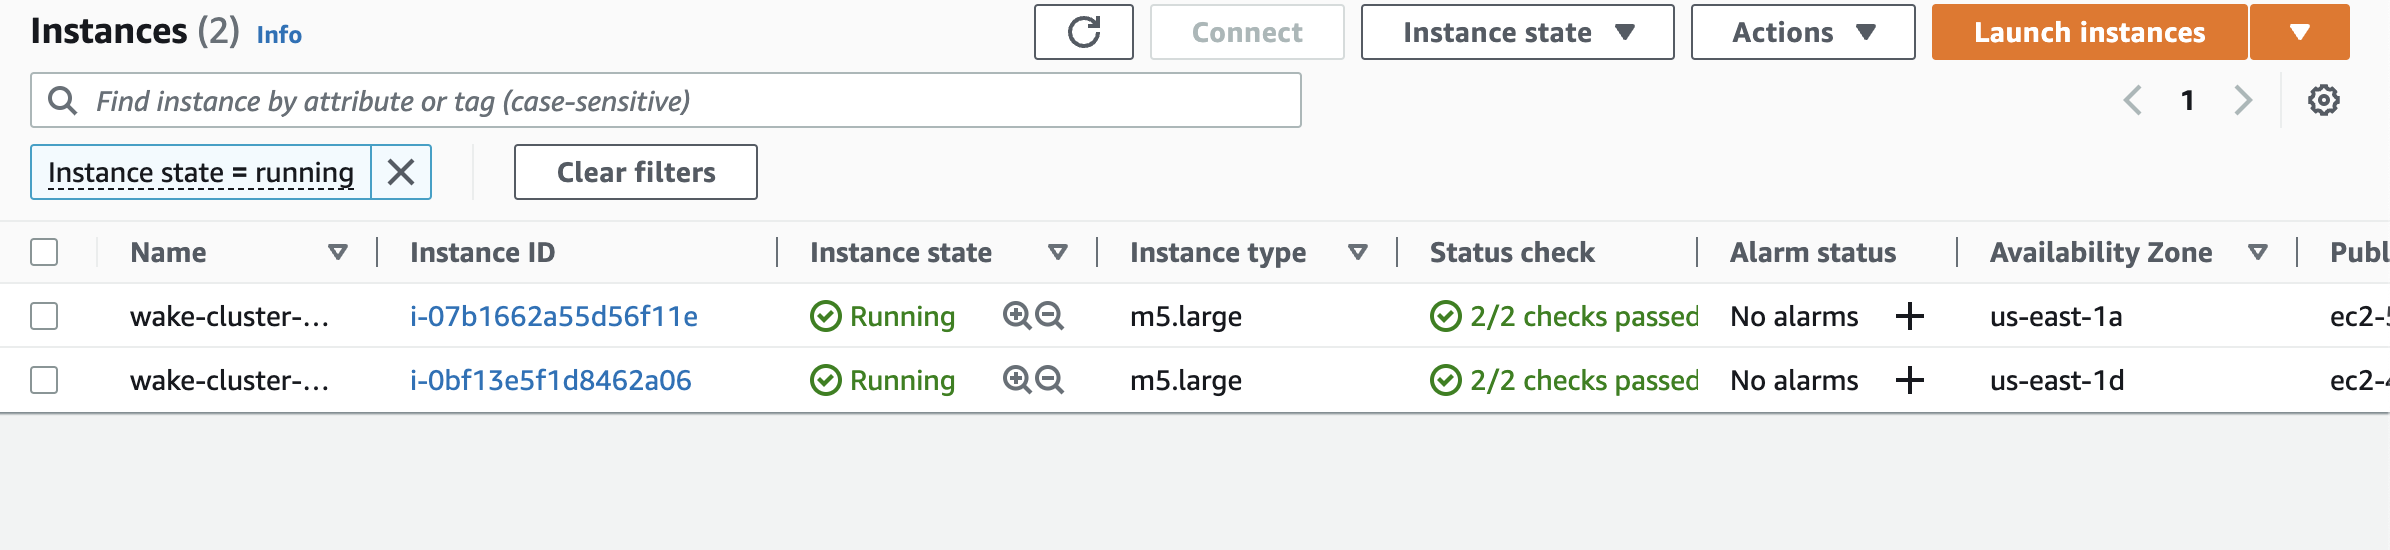 Instances (2) Info Connect Instance state Actions Launch instances
Find instance by attribute or tag (case-sensitive) 1
Instance state = running Clear filters
Name Instance ID Instance state Instance type Status check Alarm status Availability Zone Publ
wake-cluster-... i-07b1662a55d56f11e Running m5.large 2/2 checks passed No alarms us-east-1a ec2-5
wake-cluster-... i-0bf13e5f1d8462a06 Running m5.large 2/2 checks passed No alarms us-east-1d ec2-4